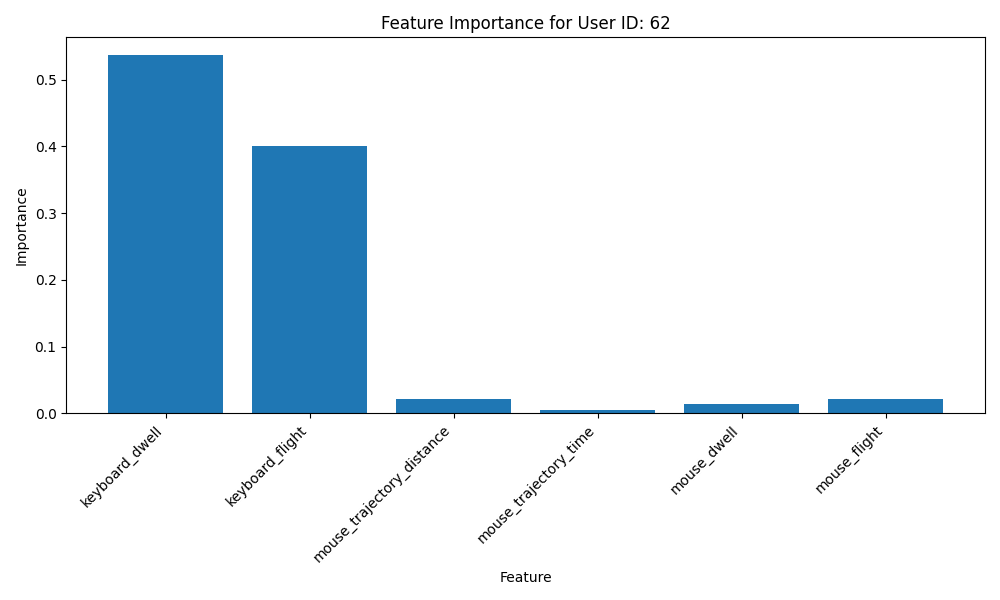 Feature Importance for User ID: 62
Importance
0.5
0.4
0.3
0.2
0.1
0.0
keyboard_dwell
keyboard_flight
mouse_trajectory_distance
mouse_trajectory_time
mouse_dwell
mouse_flight
Feature